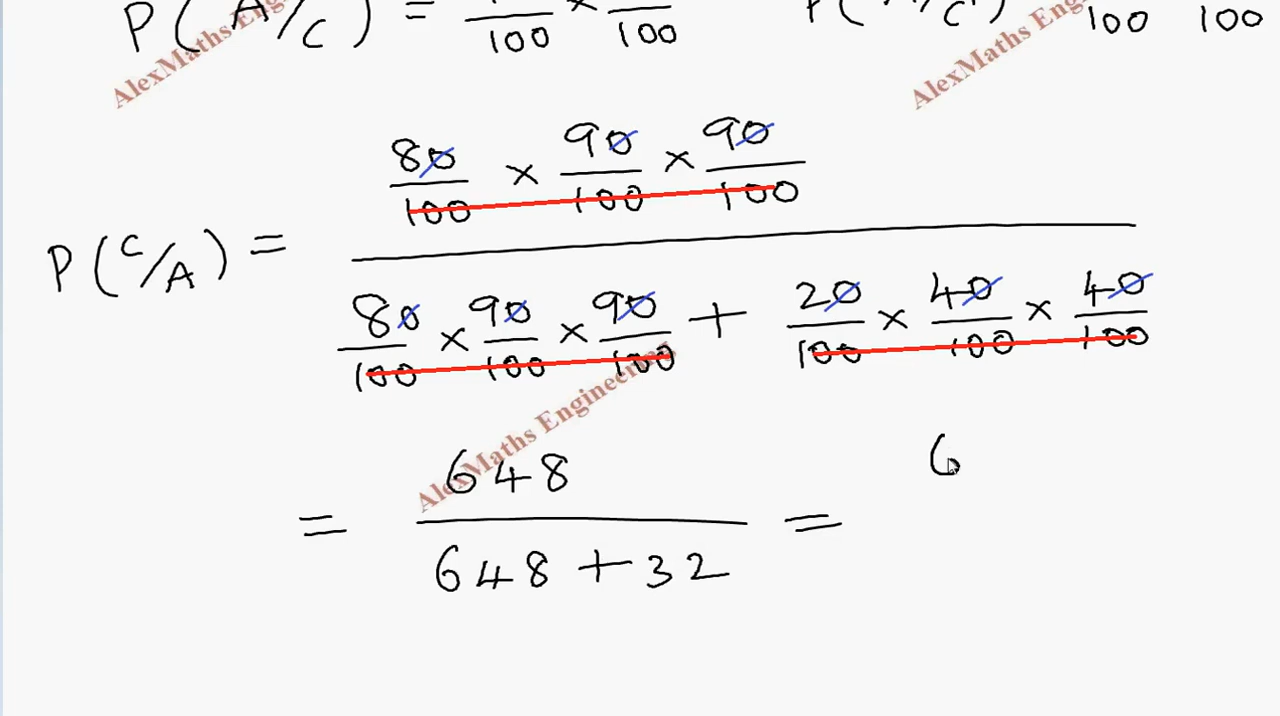 P(A/C) = /100 × /100 P( /C') 100 100
80/100 × 90/100 × 90/100
P(C/A) =
80/100 × 90/100 × 90/100 + 20/100 × 40/100 × 40/100
= 648/648+32 = 6
AlexMaths Eng
AlexMaths Eng
AlexMaths Engineering